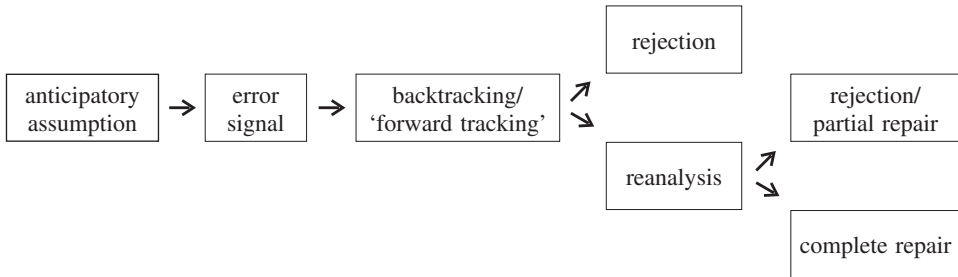 anticipatory
assumption
error
signal
backtracking/
‘forward tracking’
rejection
reanalysis
rejection/
partial repair
complete repair